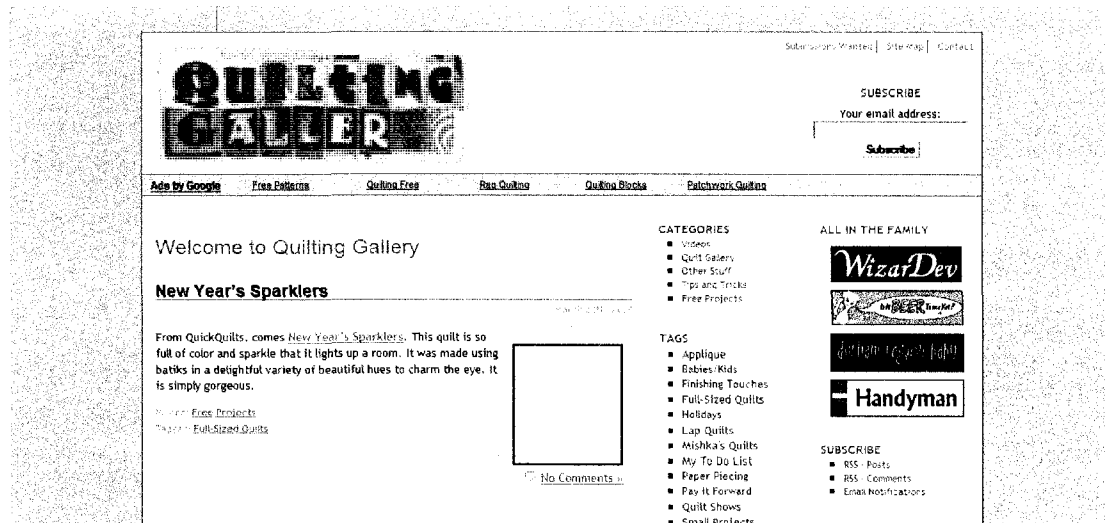 Submissions Wanted | Site Map | Contact
QUILTING
GALLER
SUBSCRIBE
Your email address:
Subscribe
Ads by Google Free Patterns Quilting Free Rag Quilting Quilting Blocks Patchwork Quilting
Welcome to Quilting Gallery
New Year's Sparklers
From QuickQuilts, comes New Year's Sparklers. This quilt is so
full of color and sparkle that it lights up a room. It was made using
batiks in a delightful variety of beautiful hues to charm the eye. It
is simply gorgeous.
Free Projects
Full-Sized Quilts
No Comments »
CATEGORIES
Videos
Quilt Gallery
Other Stuff
Tips and Tricks
Free Projects
TAGS
Applique
Babies/Kids
Finishing Touches
Full-Sized Quilts
Holidays
Lap Quilts
Mishka's Quilts
My To Do List
Paper Piecing
Pay it Forward
Quilt Shows
Small Projects
ALL IN THE FAMILY
WizarDev
BEER
Handyman
SUBSCRIBE
RSS - Posts
RSS - Comments
Email Notifications